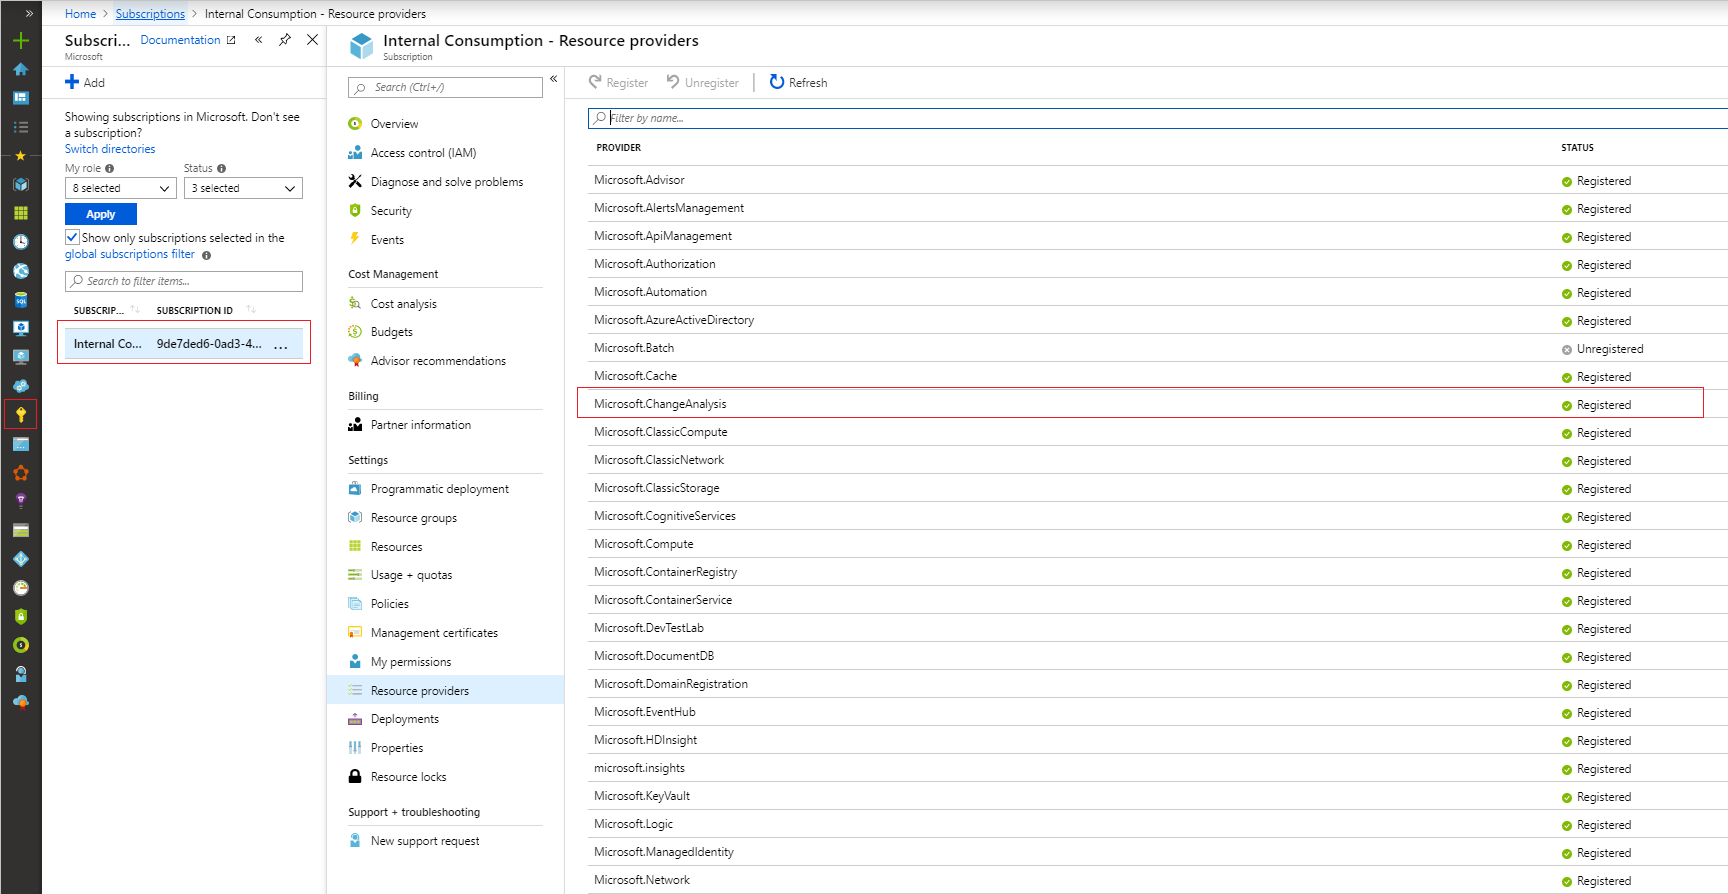 Home > Subscriptions > Internal Consumption - Resource providers
Subscri... Documentation
Microsoft
Add
Showing subscriptions in Microsoft. Don't see
a subscription?
Switch directories
My role Status
8 selected 3 selected
Apply
Show only subscriptions selected in the
global subscriptions filter
Search to filter items...
SUBSCRIP... SUBSCRIPTION ID
Internal Co... 9de7ded6-0ad3-4... ...
Internal Consumption - Resource providers
Subscription
Search (Ctrl+/)
Overview
Access control (IAM)
Diagnose and solve problems
Security
Events
Cost Management
Cost analysis
Budgets
Advisor recommendations
Billing
Partner information
Settings
Programmatic deployment
Resource groups
Resources
Usage + quotas
Policies
Management certificates
My permissions
Resource providers
Deployments
Properties
Resource locks
Support + troubleshooting
New support request
Register Unregister Refresh
Filter by name...
PROVIDER STATUS
Microsoft.Advisor Registered
Microsoft.AlertsManagement Registered
Microsoft.ApiManagement Registered
Microsoft.Authorization Registered
Microsoft.Automation Registered
Microsoft.AzureActiveDirectory Registered
Microsoft.Batch Unregistered
Microsoft.Cache Registered
Microsoft.ChangeAnalysis Registered
Microsoft.ClassicCompute Registered
Microsoft.ClassicNetwork Registered
Microsoft.ClassicStorage Registered
Microsoft.CognitiveServices Registered
Microsoft.Compute Registered
Microsoft.ContainerRegistry Registered
Microsoft.ContainerService Registered
Microsoft.DevTestLab Registered
Microsoft.DocumentDB Registered
Microsoft.DomainRegistration Registered
Microsoft.EventHub Registered
Microsoft.HDInsight Registered
microsoft.insights Registered
Microsoft.KeyVault Registered
Microsoft.Logic Registered
Microsoft.ManagedIdentity Registered
Microsoft.Network Registered